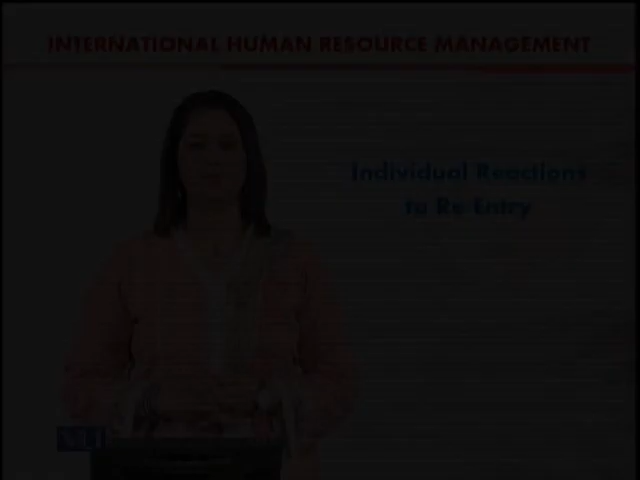 INTERNATIONAL HUMAN RESOURCE MANAGEMENT
Individual Reactions
to Re-Entry